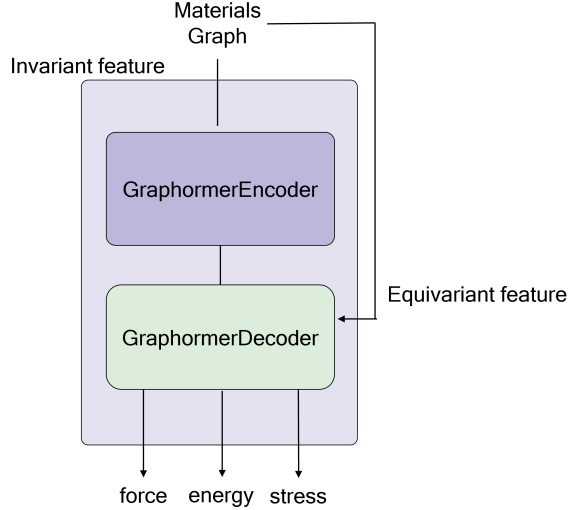 Materials
Graph
Invariant feature
GraphormerEncoder
Equivariant feature
GraphormerDecoder
force energy stress